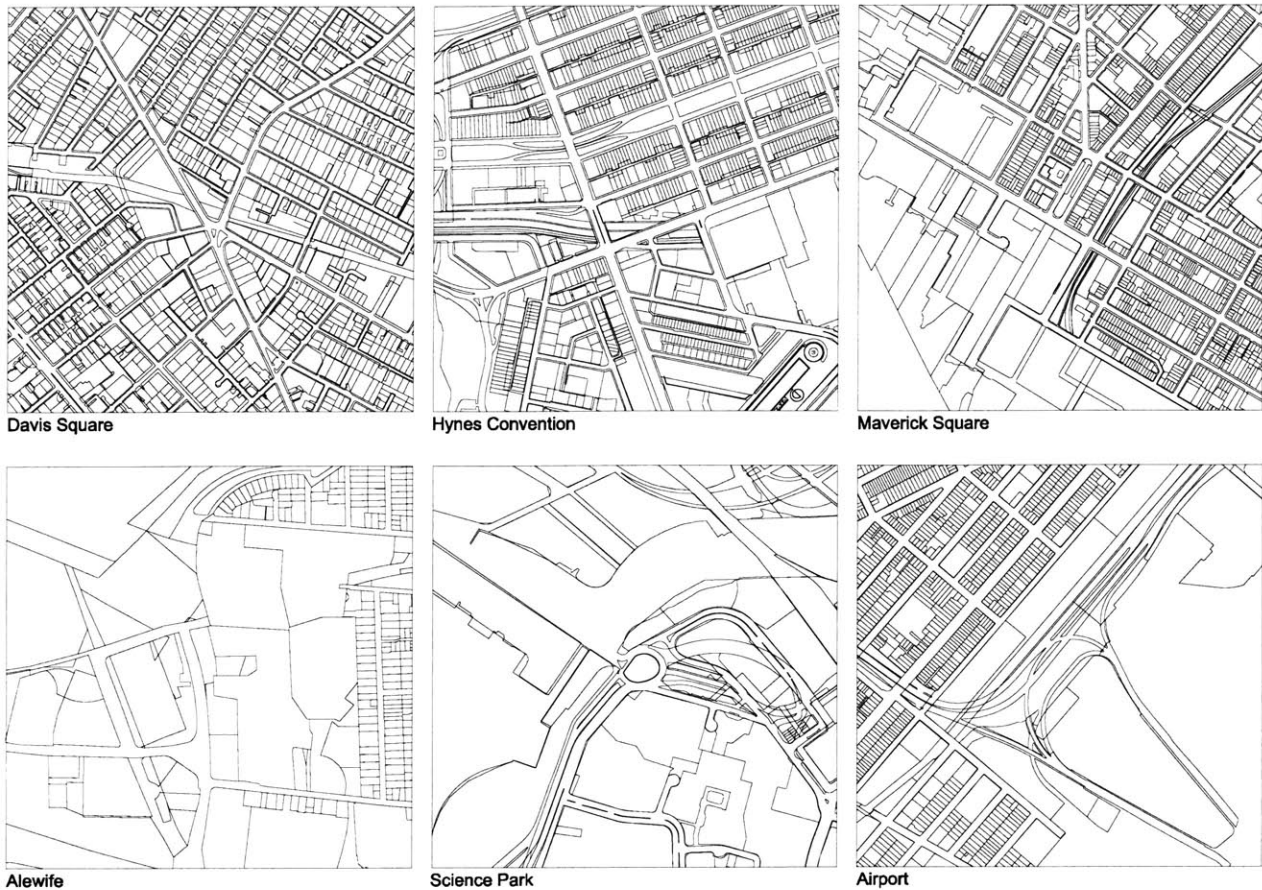 Davis Square
Hynes Convention
Maverick Square
Alewife
Science Park
Airport